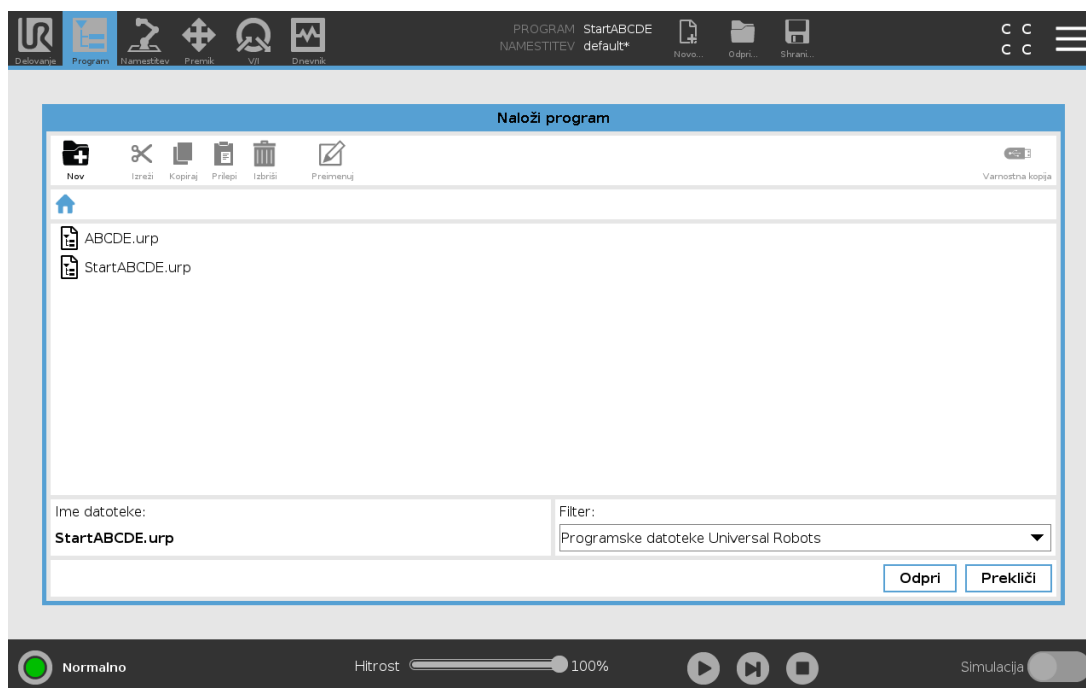 UR
PROGRAM StartABCDE
NAMESTITEV default*
C C
C C
Delovanje Program Namestitev Premik V/I Dnevnik Novo... Odpri... Shrani...
Naloži program
Nov Izreži Kopiraj Prilepi Izbriši Preimenuj Varnostna kopija
ABCDE.urp
StartABCDE.urp
Ime datoteke: Filter:
StartABCDE.urp Programske datoteke Universal Robots
Odpri Prekliči
Normalno Hitrost 100% Simulacija